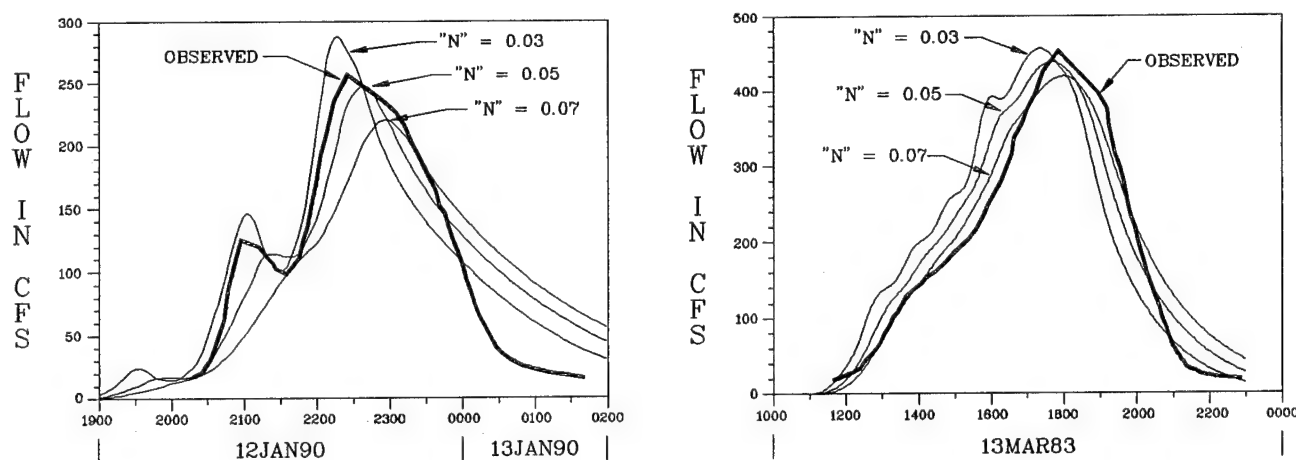 FLOW IN CFS
300
250
200
150
100
50
0
OBSERVED
"N" = 0.03
"N" = 0.05
"N" = 0.07
1900 2000 2100 2200 2300 0000 0100 0200
12JAN90 13JAN90
FLOW IN CFS
500
400
300
200
100
0
"N" = 0.03
"N" = 0.05
"N" = 0.07
OBSERVED
1000 1200 1400 1600 1800 2000 2200 0000
13MAR83